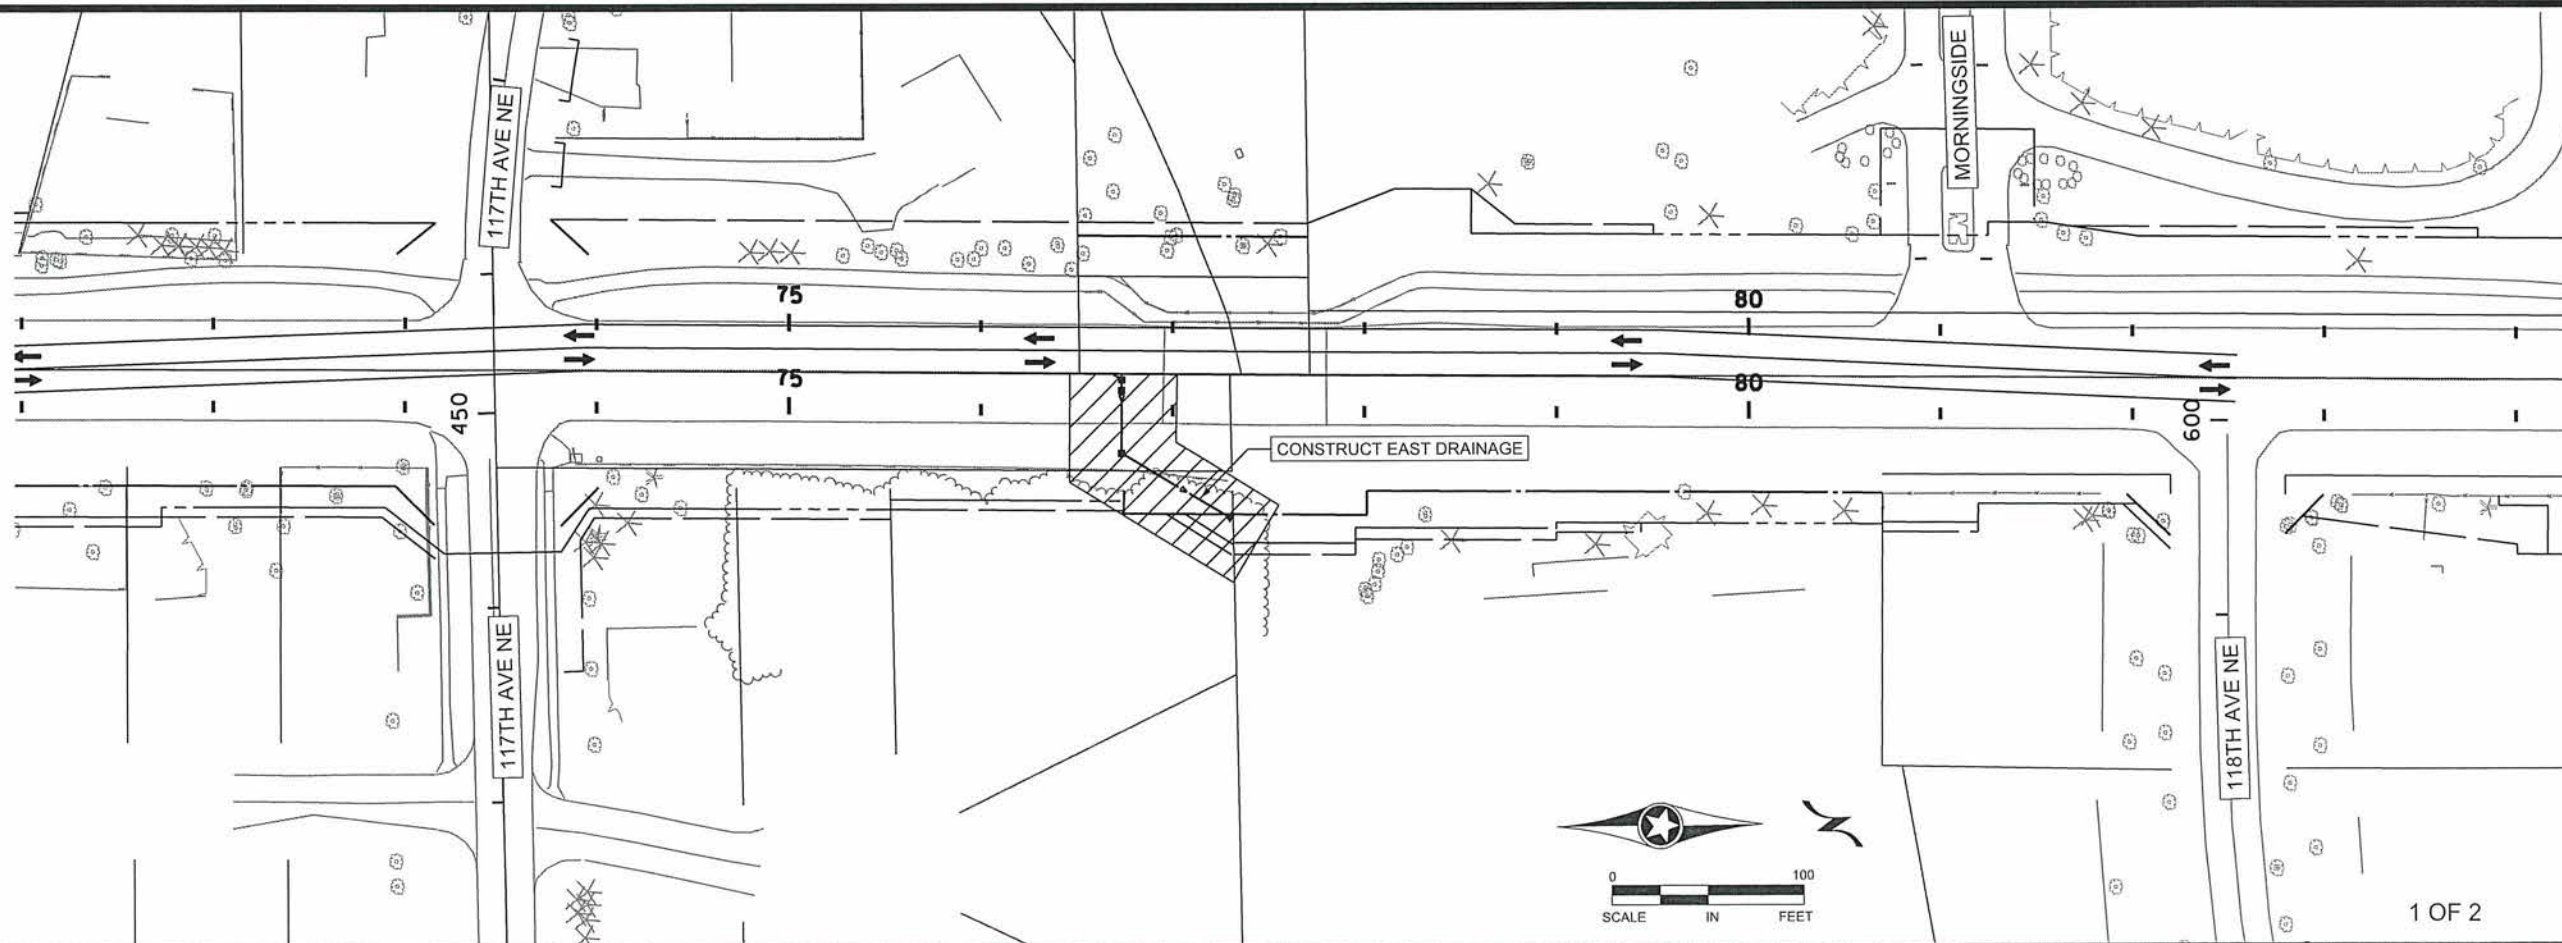 117TH AVE NE
MORNINGSIDE
75
80
75
80
450
600
CONSTRUCT EAST DRAINAGE
117TH AVE NE
118TH AVE NE
N
0 100
SCALE IN FEET
1 OF 2